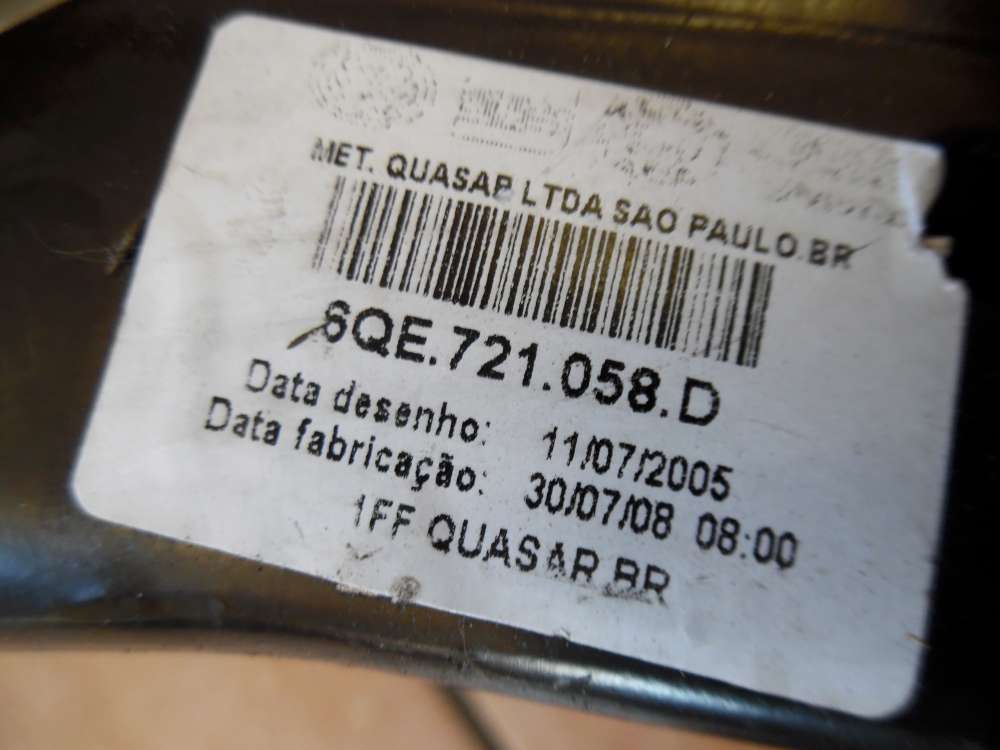 MET. QUASAR LTDA SAO PAULO.BR
6QE.721.058.D
Data desenho: 11/07/2005
Data fabricação: 30/07/08 08:00
1FF QUASAR BR